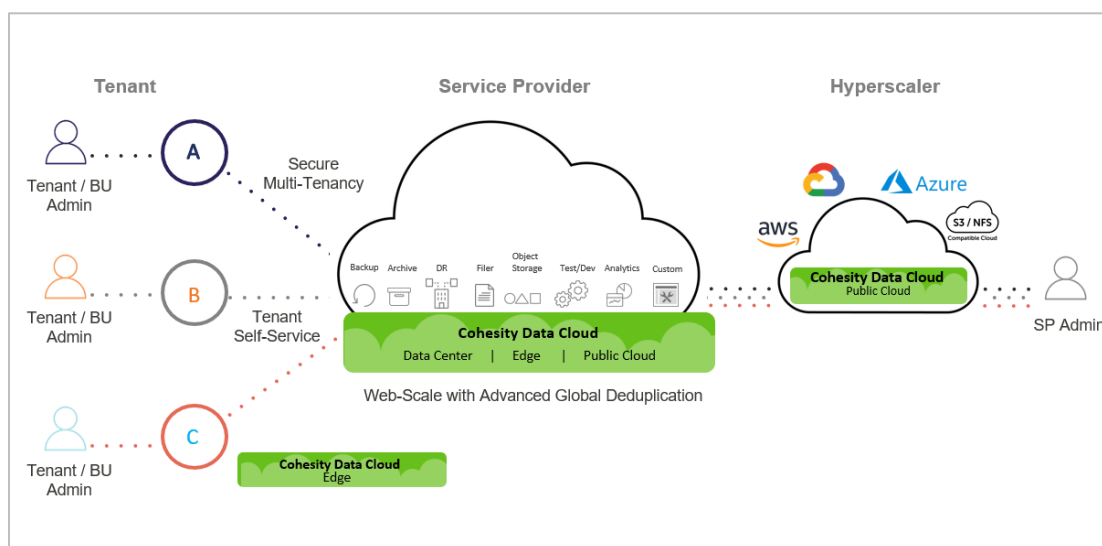 Tenant
Service Provider
Hyperscaler
A
Tenant / BU
Admin
Secure
Multi-Tenancy
B
Tenant / BU
Admin
Tenant
Self-Service
C
Tenant / BU
Admin
Cohesity Data Cloud
Edge
Backup
Archive
DR
Filer
Object
Storage
Test/Dev
Analytics
Custom
Cohesity Data Cloud
Data Center | Edge | Public Cloud
Web-Scale with Advanced Global Deduplication
Azure
aws
S3 / NFS
Compatible Cloud
Cohesity Data Cloud
Public Cloud
SP Admin